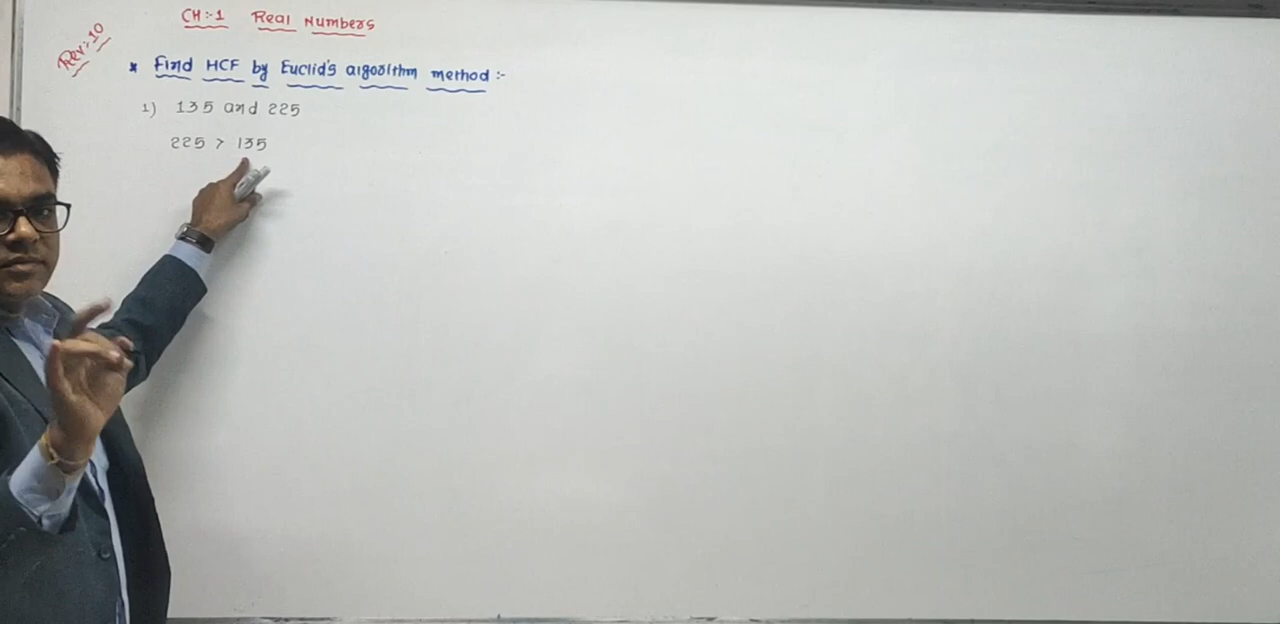 CH:-1 Real Numbers
Rev:-10
* Find HCF by Euclid's algorithm method :-
1) 135 and 225
225 > 135